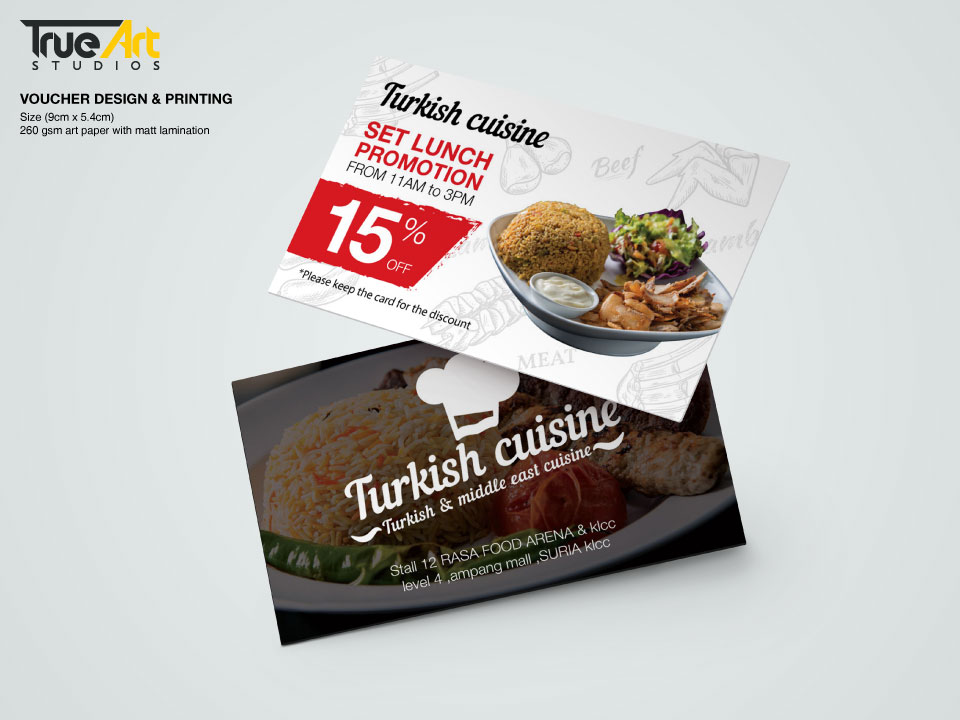 TrueArt
STUDIOS
VOUCHER DESIGN & PRINTING
Size (9cm x 5.4cm)
260 gsm art paper with matt lamination
Turkish cuisine
SET LUNCH
PROMOTION
FROM 11AM to 3PM
15%
OFF
*Please keep the card for the discount
Beef
MEAT
Turkish cuisine
Turkish & middle east cuisine
Stall 12 RASA FOOD ARENA & klcc
level 4 ,ampang mall ,SURIA klcc